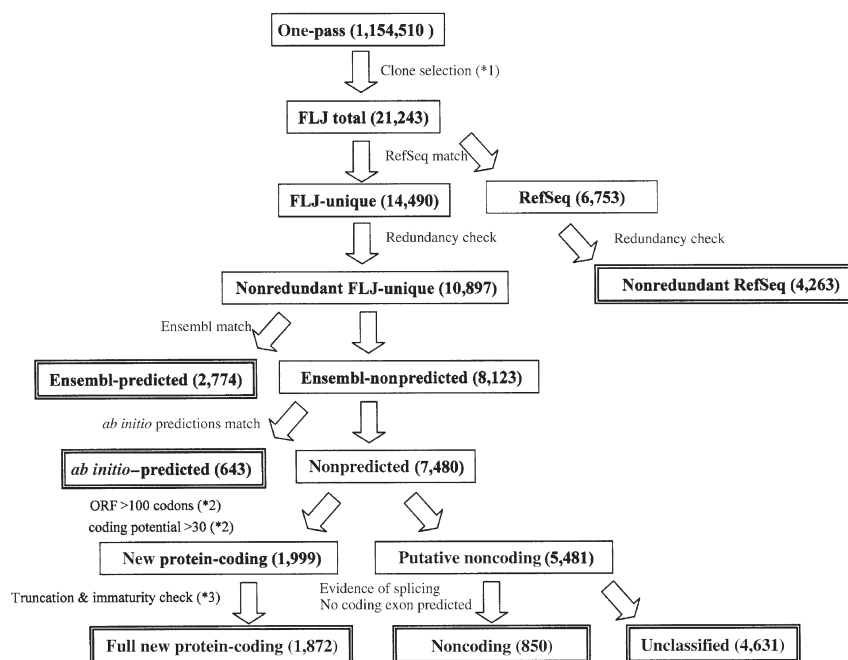 One-pass (1,154,510 )
Clone selection (*1)
FLJ total (21,243)
RefSeq match
FLJ-unique (14,490)
RefSeq (6,753)
Redundancy check
Redundancy check
Nonredundant FLJ-unique (10,897)
Nonredundant RefSeq (4,263)
Ensembl match
Ensembl-predicted (2,774)
Ensembl-nonpredicted (8,123)
ab initio predictions match
ab initio–predicted (643)
Nonpredicted (7,480)
ORF >100 codons (*2)
coding potential >30 (*2)
New protein-coding (1,999)
Putative noncoding (5,481)
Truncation & immaturity check (*3)
Evidence of splicing
No coding exon predicted
Full new protein-coding (1,872)
Noncoding (850)
Unclassified (4,631)